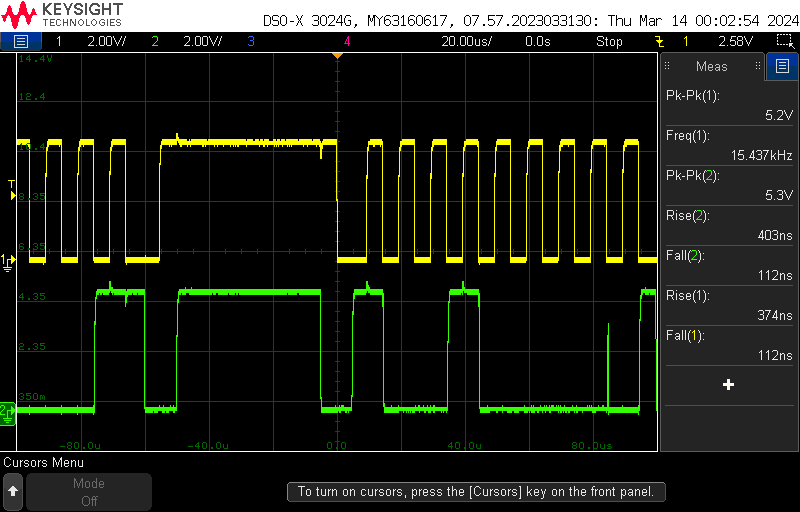 KEYSIGHT
TECHNOLOGIES
DSO-X 3024G, MY63160617, 07.57.2023033130: Thu Mar 14 00:02:54 2024
1 2.00V/ 2 2.00V/ 3 4 20.00us/ 0.0s Stop 1 2.58V
14.4V
Meas
12.4
Pk-Pk(1):
5.2V
Freq(1):
15.437kHz
10.4
Pk-Pk(2):
5.3V
T
8.35
Rise(2):
403ns
6.35
Fall(2):
112ns
1
4.35
Rise(1):
374ns
2.35
Fall(1):
112ns
350m
2
-80.0u -40.0u 0.0 40.0u 80.0us
Cursors Menu
Mode
Off
To turn on cursors, press the [Cursors] key on the front panel.